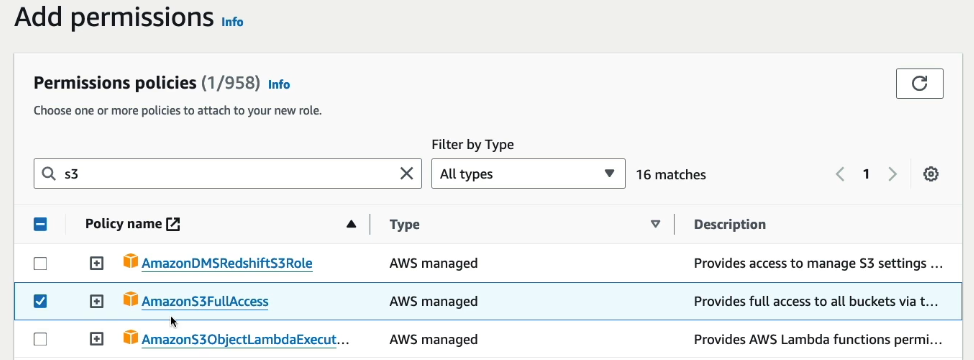 Add permissions Info
Permissions policies (1/958) Info
Choose one or more policies to attach to your new role.
Filter by Type
s3
All types
16 matches
1
Policy name
Type
Description
AmazonDMSRedshiftS3Role AWS managed Provides access to manage S3 settings ...
AmazonS3FullAccess AWS managed Provides full access to all buckets via t...
AmazonS3ObjectLambdaExecut... AWS managed Provides AWS Lambda functions permi...